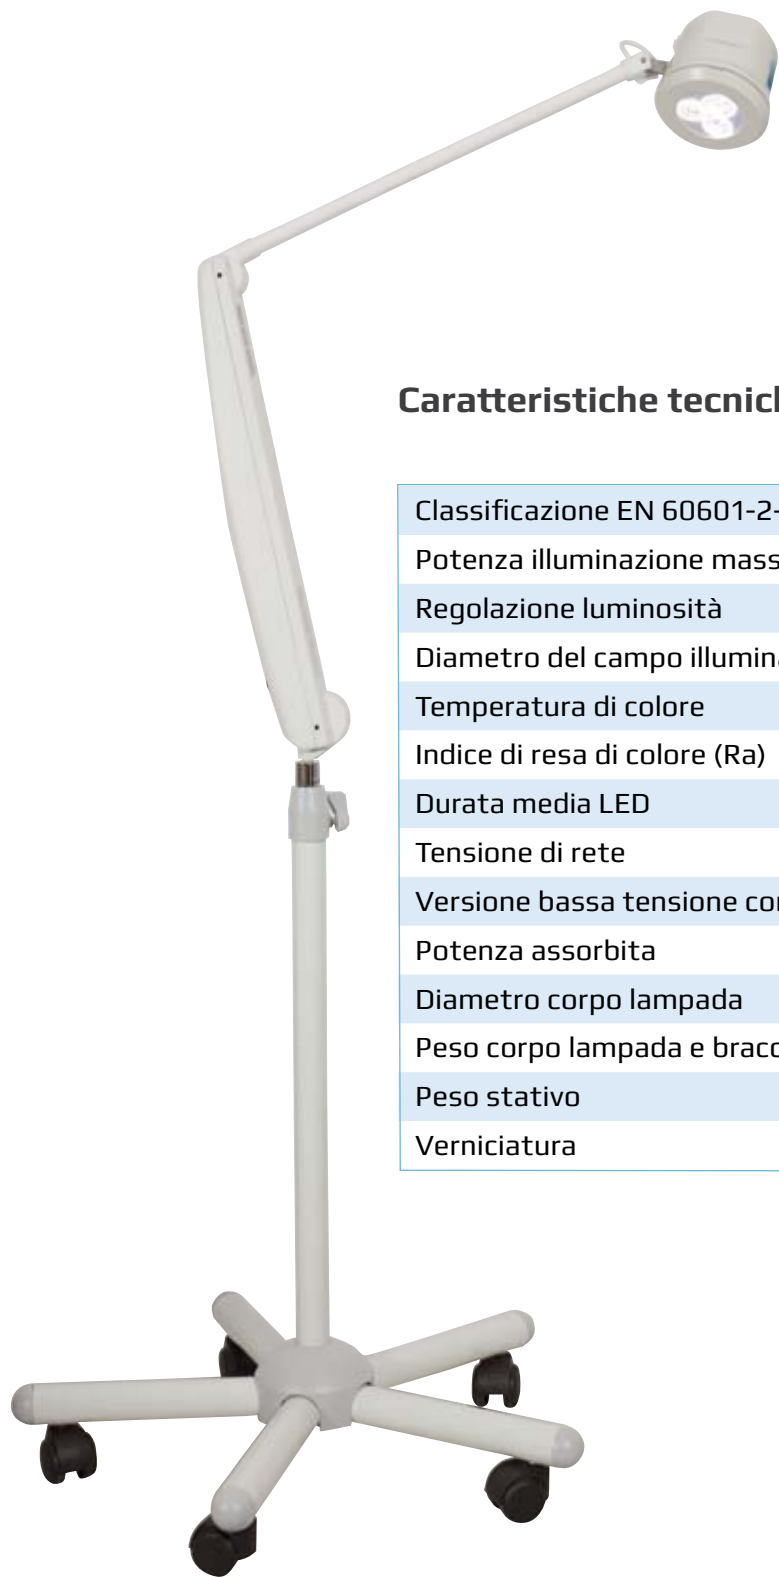 Caratteristiche tecnich
Classificazione EN 60601-2-
Potenza illuminazione mass
Regolazione luminosità
Diametro del campo illumina
Temperatura di colore
Indice di resa di colore (Ra)
Durata media LED
Tensione di rete
Versione bassa tensione con
Potenza assorbita
Diametro corpo lampada
Peso corpo lampada e bracc
Peso stativo
Verniciatura